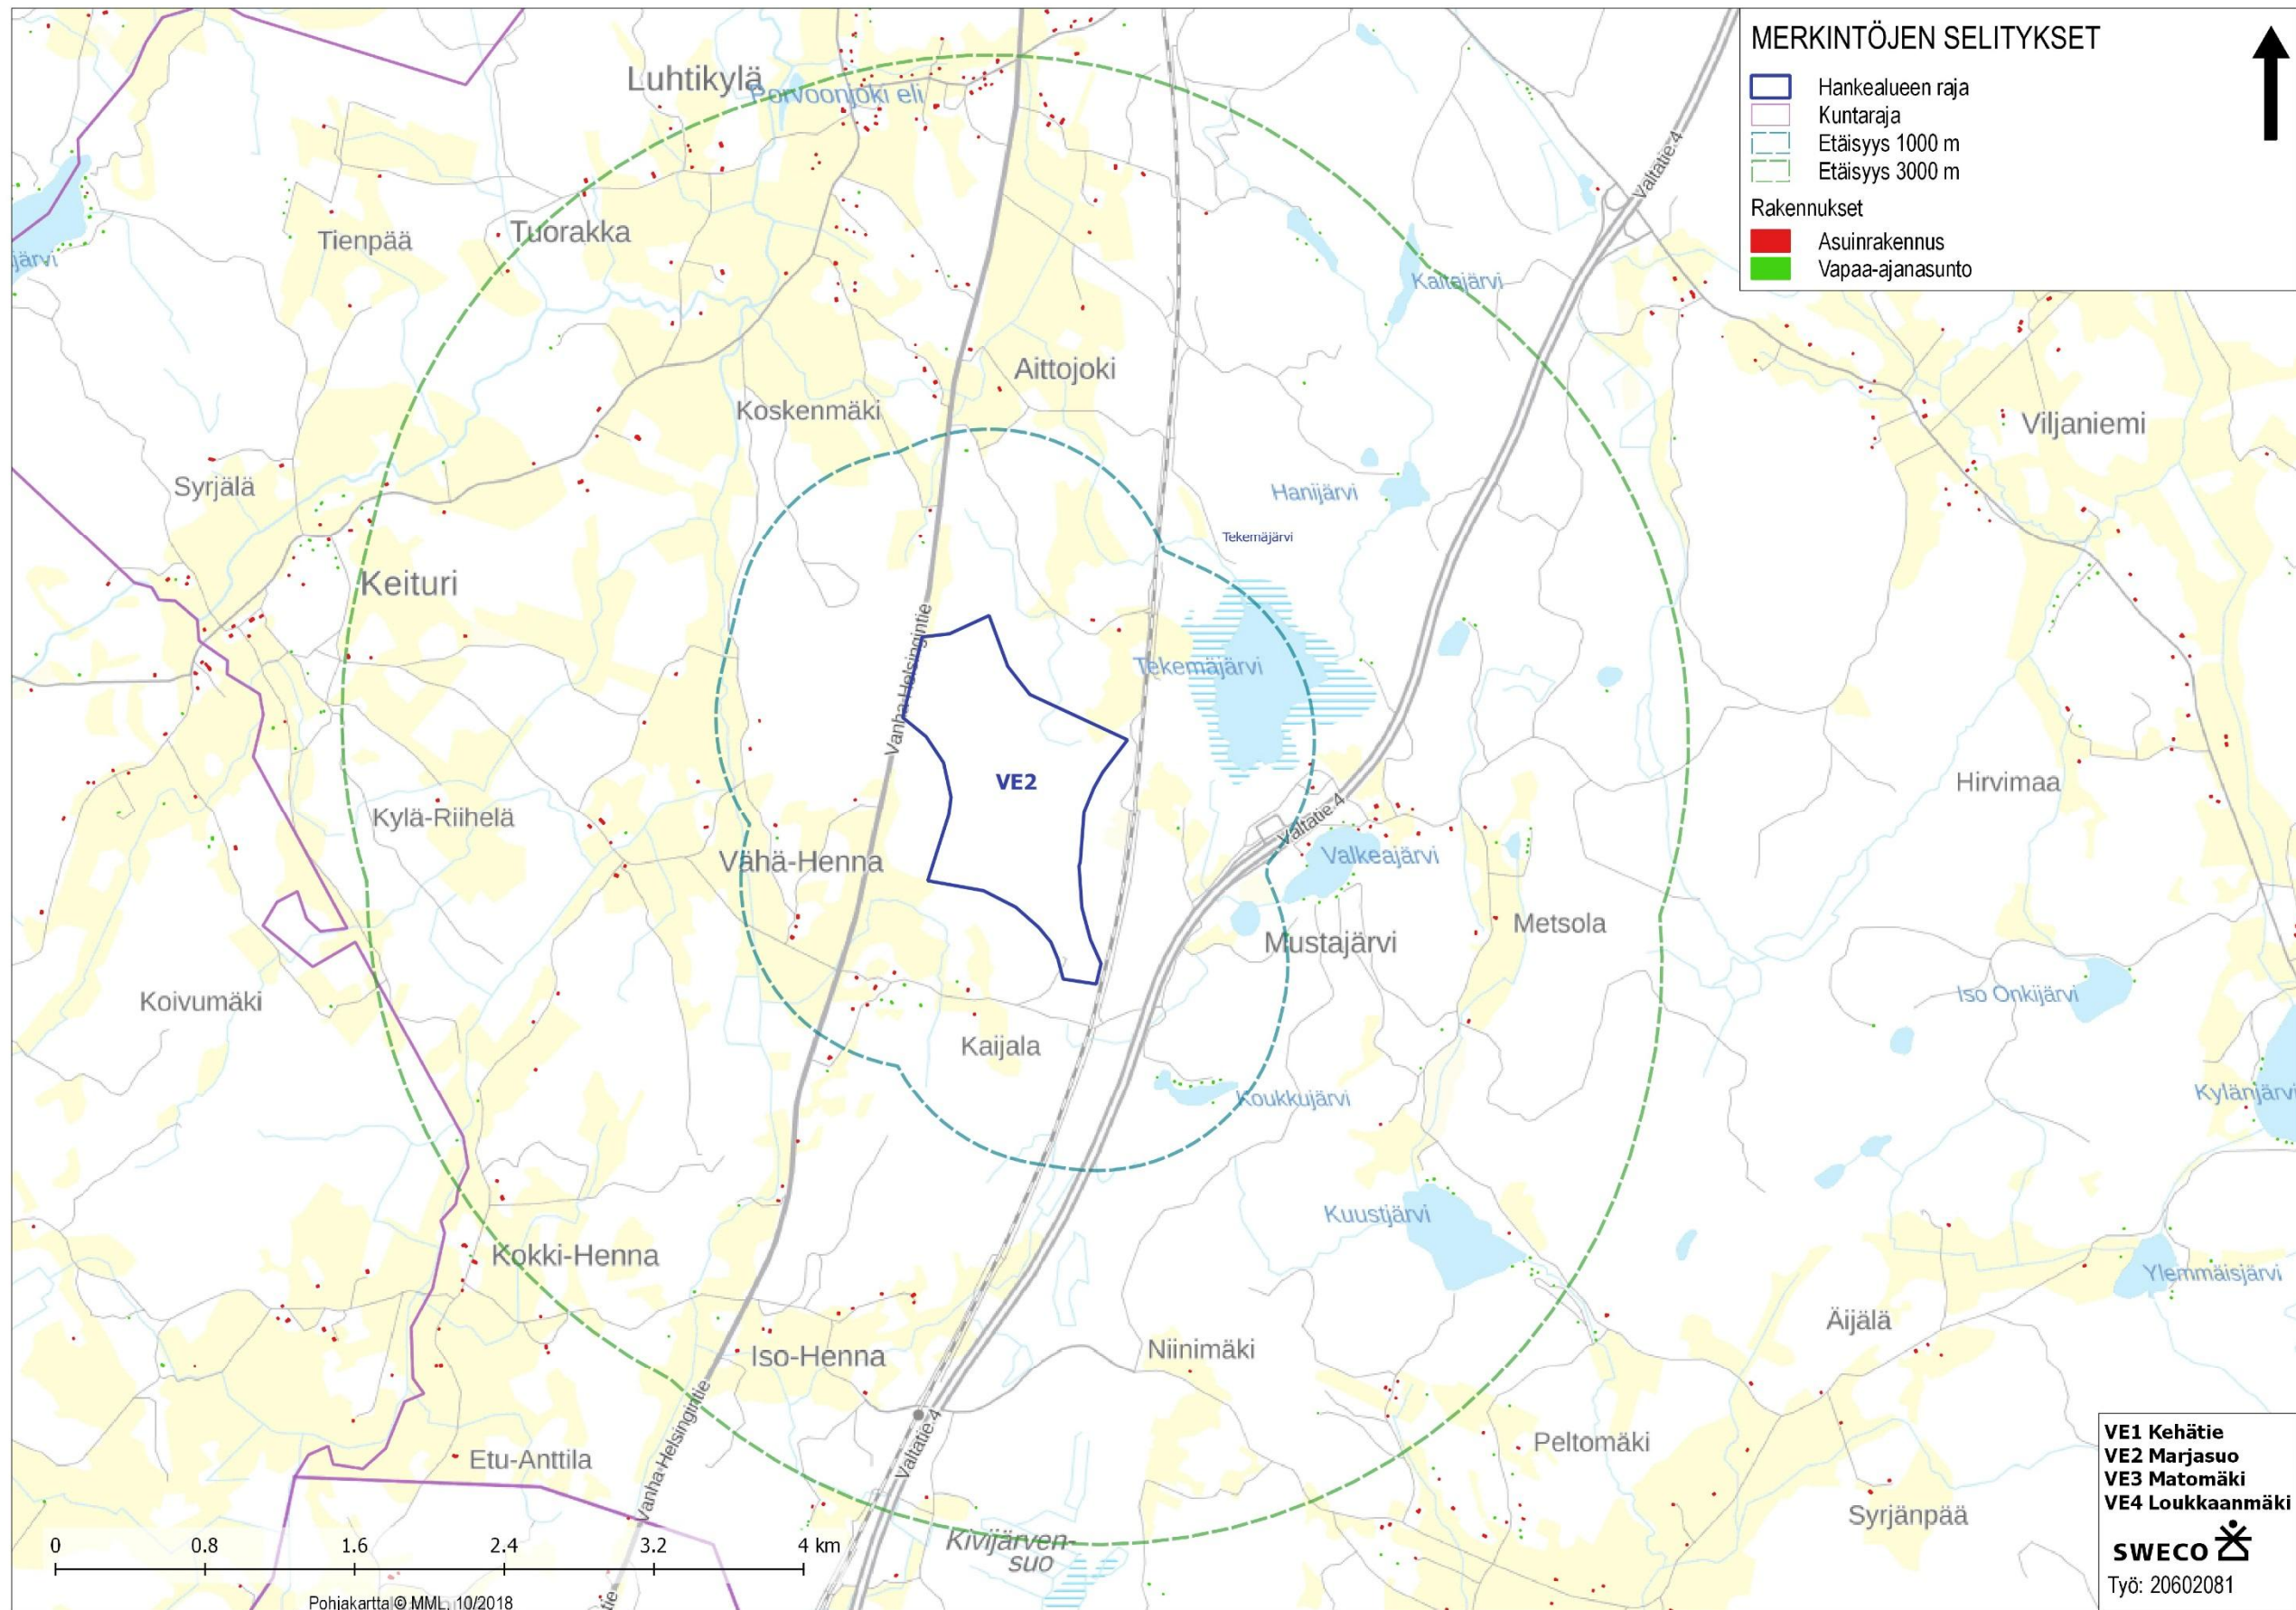 MERKINTÖJEN SELITYKSET
Hankealueen raja
Kuntaraja
Etäisyys 1000 m
Etäisyys 3000 m
Rakennukset
Asuinrakennus
Vapaa-ajanasunto
Luhtikylä
Porvoonjoki eli
Valtatie 4
Tienpää
Tuorakka
järvi
Kaltajärvi
Aittojoki
Koskenmäki
Viljaniemi
Syrjälä
Hanijärvi
Tekemäjärvi
Keituri
Vanha Helsingintie
Tekemäjärvi
VE2
Hirvimaa
Kylä-Riihelä
Valtatie 4
Vähä-Henna
Valkeajärvi
Metsola
Mustajärvi
Koivumäki
Iso Onkijärvi
Kaijala
Koukkujärvi
Kylänjärvi
Kuustjärvi
Kokki-Henna
Ylemmäisjärvi
Äijälä
Iso-Henna
Niinimäki
Vanha Helsingintie
Valtatie 4
Peltomäki
Etu-Anttila
Syrjänpää
Kivijärven-
suo
0 0.8 1.6 2.4 3.2 4 km
Pohjakartta © MML, 10/2018
tie
VE1 Kehätie
VE2 Marjasuo
VE3 Matomäki
VE4 Loukkaanmäki
SWECO
Työ: 20602081